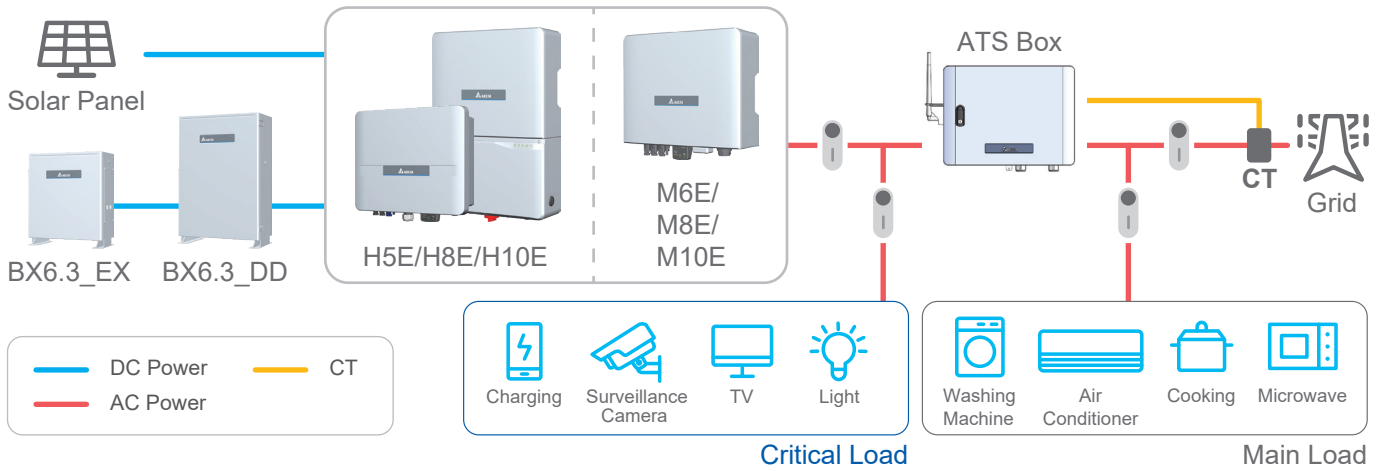 Solar Panel
BX6.3_EX
BX6.3_DD
H5E/H8E/H10E
M6E/
M8E/
M10E
ATS Box
CT
Grid
DC Power
CT
AC Power
Charging
Surveillance
Camera
TV
Light
Critical Load
Washing
Machine
Air
Conditioner
Cooking
Microwave
Main Load